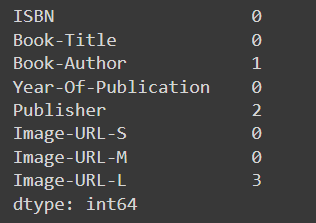 ISBN 0
Book-Title 0
Book-Author 1
Year-Of-Publication 0
Publisher 2
Image-URL-S 0
Image-URL-M 0
Image-URL-L 3
dtype: int64